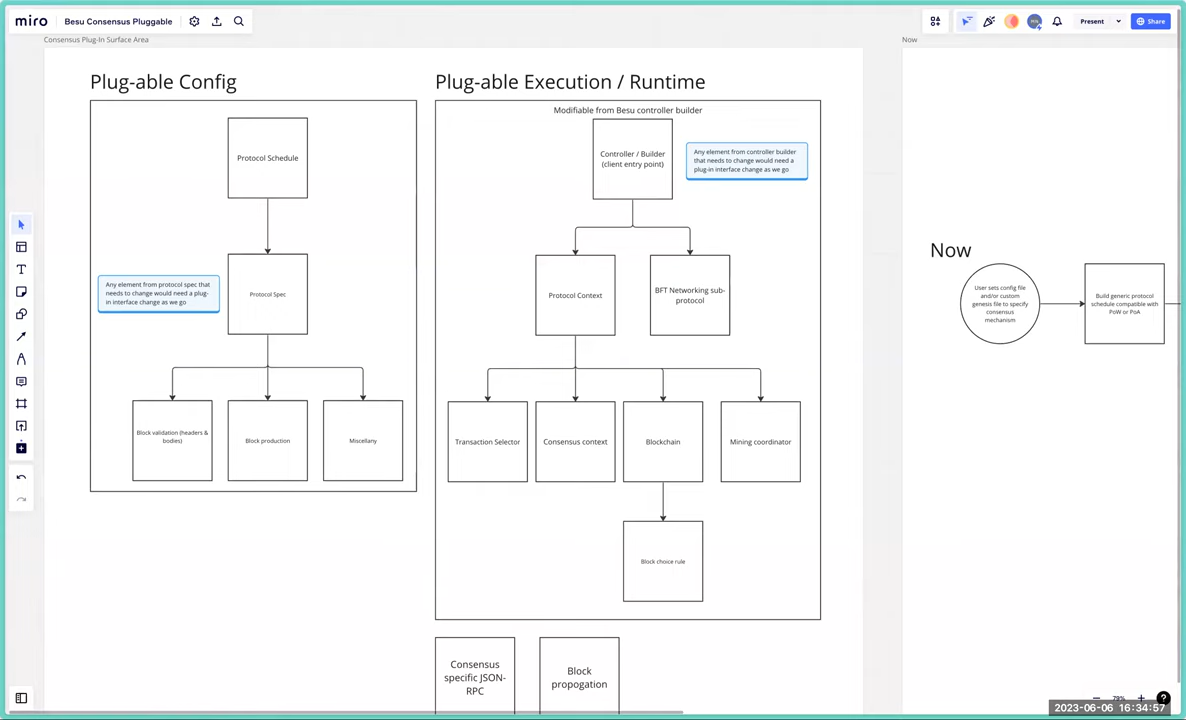 miro
Besu Consensus Pluggable
Present
Share
Consensus Plug-In Surface Area
Now
Plug-able Config
Plug-able Execution / Runtime
Modifiable from Besu controller builder
Protocol Schedule
Controller / Builder
(client entry point)
Any element from controller builder
that needs to change would need a
plug-in interface change as we go
Any element from protocol spec that
needs to change would need a plug-
in interface change as we go
Protocol Spec
Protocol Context
BFT Networking sub-
protocol
Now
User sets config file
and/or custom
genesis file to specify
consensus
mechanism
Build generic protocol
schedule compatible with
PoW or PoA
Block validation (headers &
bodies)
Block production
Miscellany
Transaction Selector
Consensus context
Blockchain
Mining coordinator
Block choice rule
Consensus
specific JSON-
RPC
Block
propogation
79%
2023-06-06 16:34:57